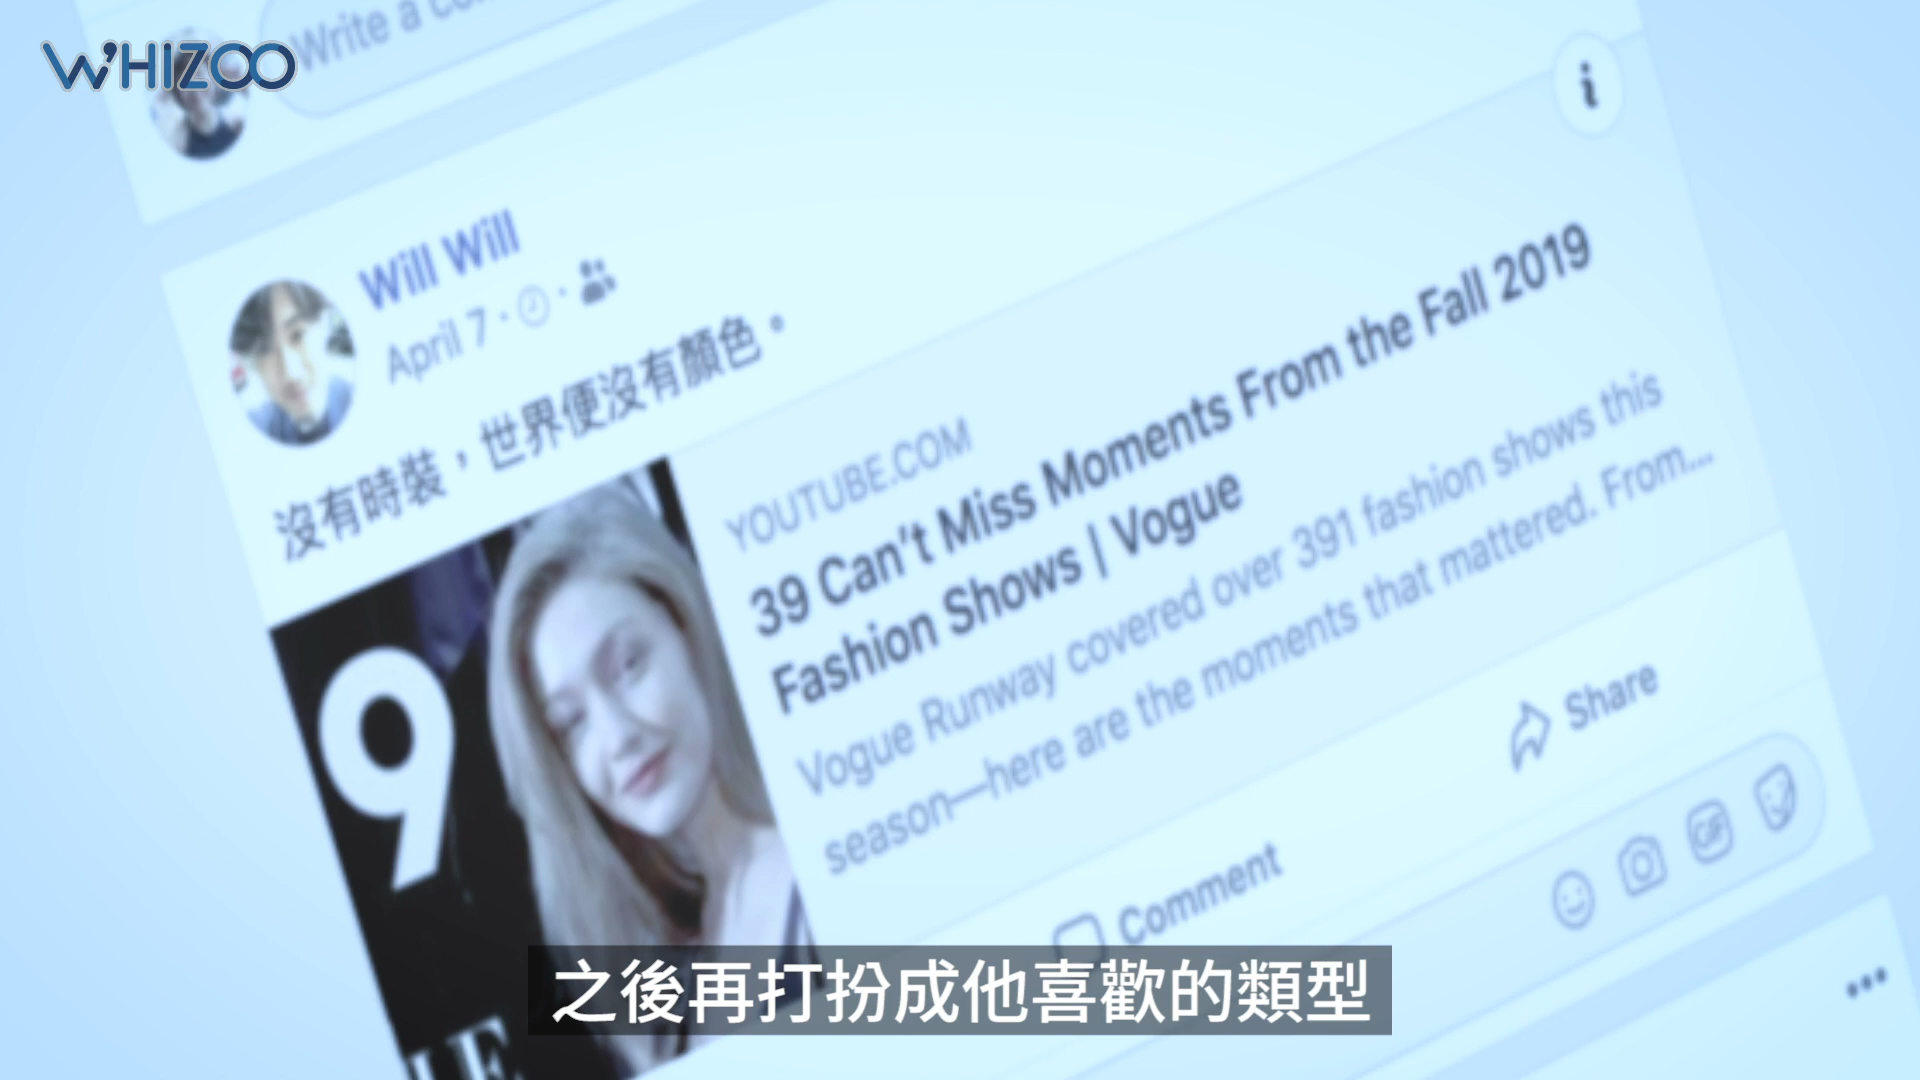 WHIZOO
Write a co
Will Will
April 7
沒有時裝，世界便沒有顏色。
YOUTUBE.COM
39 Can't Miss Moments From the Fall 2019
Fashion Shows | Vogue
Vogue Runway covered over 391 fashion shows this
season—here are the moments that mattered. From...
9
Share
Comment
GIF
之後再打扮成他喜歡的類型